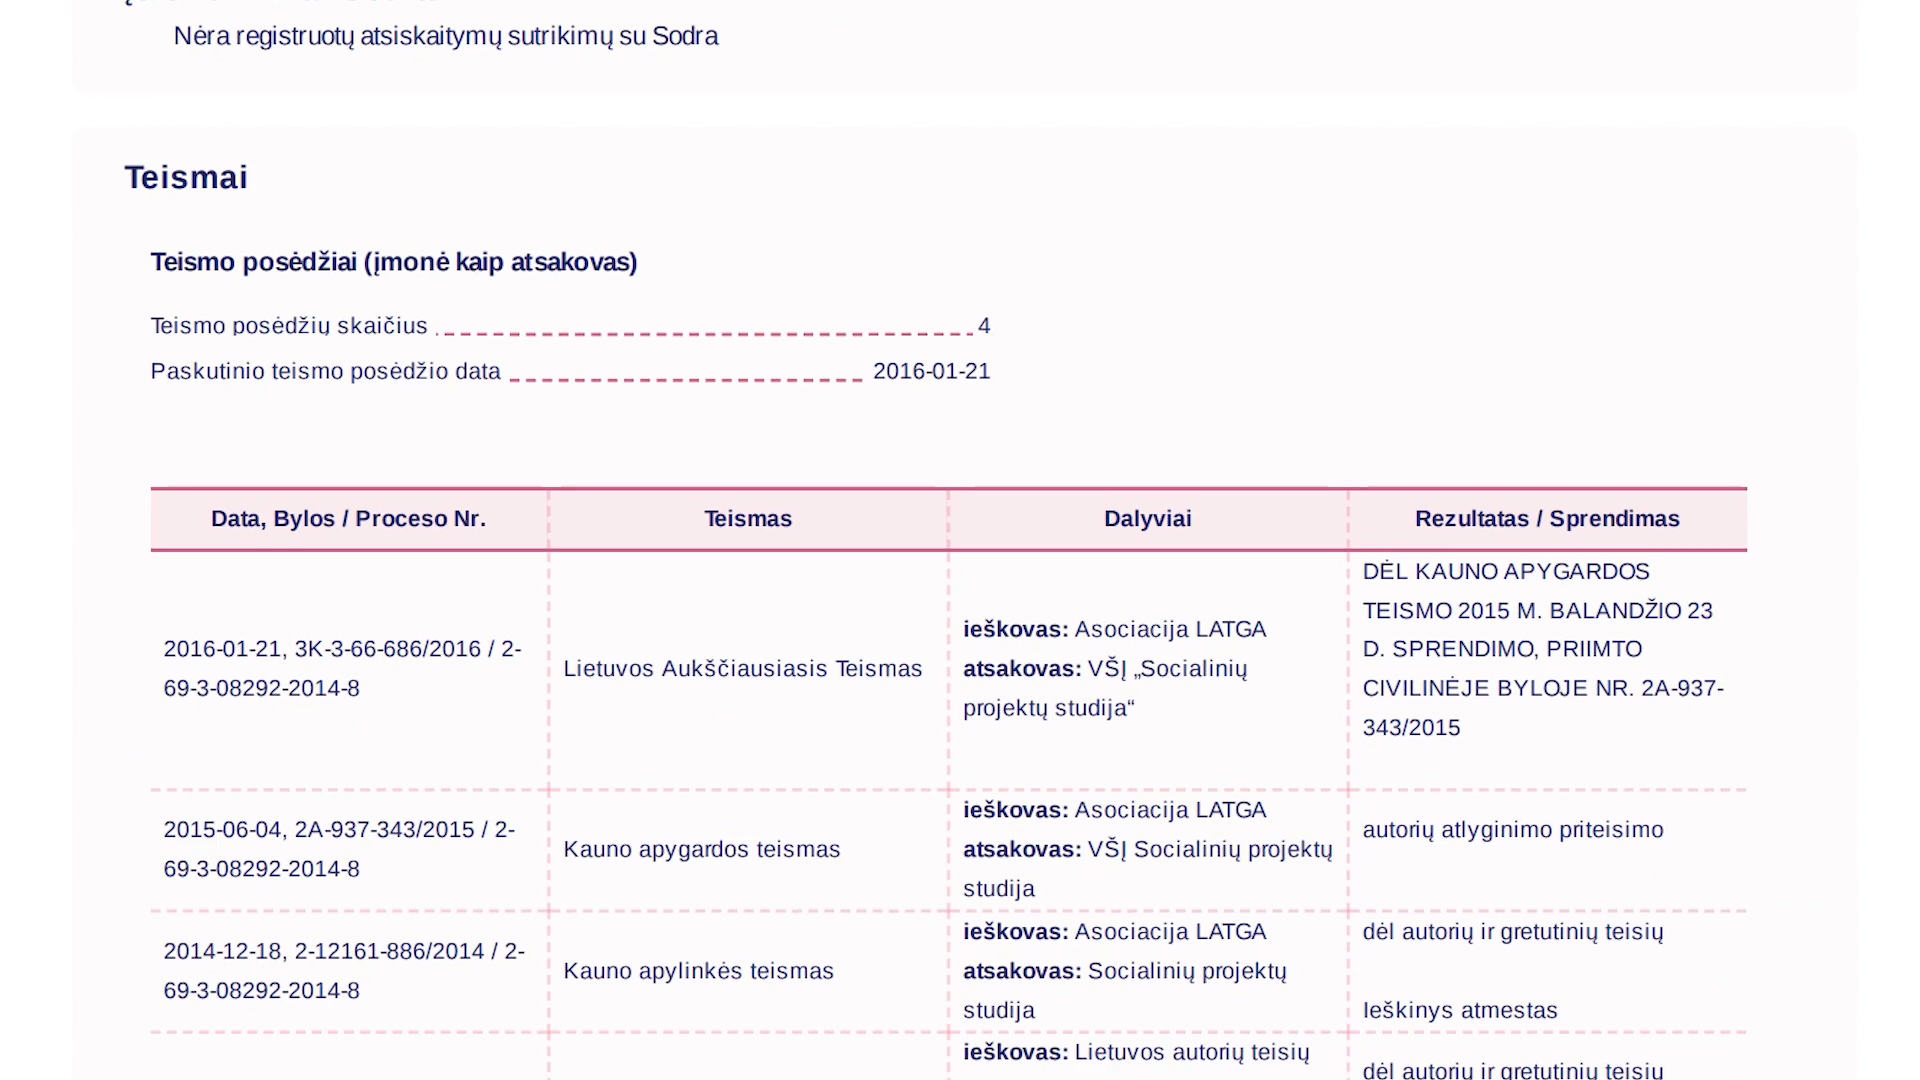 Nėra registruotų atsiskaitymų sutrikimų su Sodra
Teismai
Teismo posėdžiai (įmonė kaip atsakovas)
Teismo posėdžių skaičius 4
Paskutinio teismo posėdžio data 2016-01-21
Data, Bylos / Proceso Nr.
Teismas
Dalyviai
Rezultatas / Sprendimas
2016-01-21, 3K-3-66-686/2016 / 2-
69-3-08292-2014-8
Lietuvos Aukščiausiasis Teismas
ieškovas: Asociacija LATGA
atsakovas: VŠĮ „Socialinių
projektų studija“
DĖL KAUNO APYGARDOS
TEISMO 2015 M. BALANDŽIO 23
D. SPRENDIMO, PRIIMTO
CIVILINĖJE BYLOJE NR. 2A-937-
343/2015
2015-06-04, 2A-937-343/2015 / 2-
69-3-08292-2014-8
Kauno apygardos teismas
ieškovas: Asociacija LATGA
atsakovas: VŠĮ Socialinių projektų
studija
autorių atlyginimo priteisimo
2014-12-18, 2-12161-886/2014 / 2-
69-3-08292-2014-8
Kauno apylinkės teismas
ieškovas: Asociacija LATGA
atsakovas: Socialinių projektų
studija
dėl autorių ir gretutinių teisių
Ieškinys atmestas
ieškovas: Lietuvos autorių teisių
dėl autorių ir gretutinių teisių